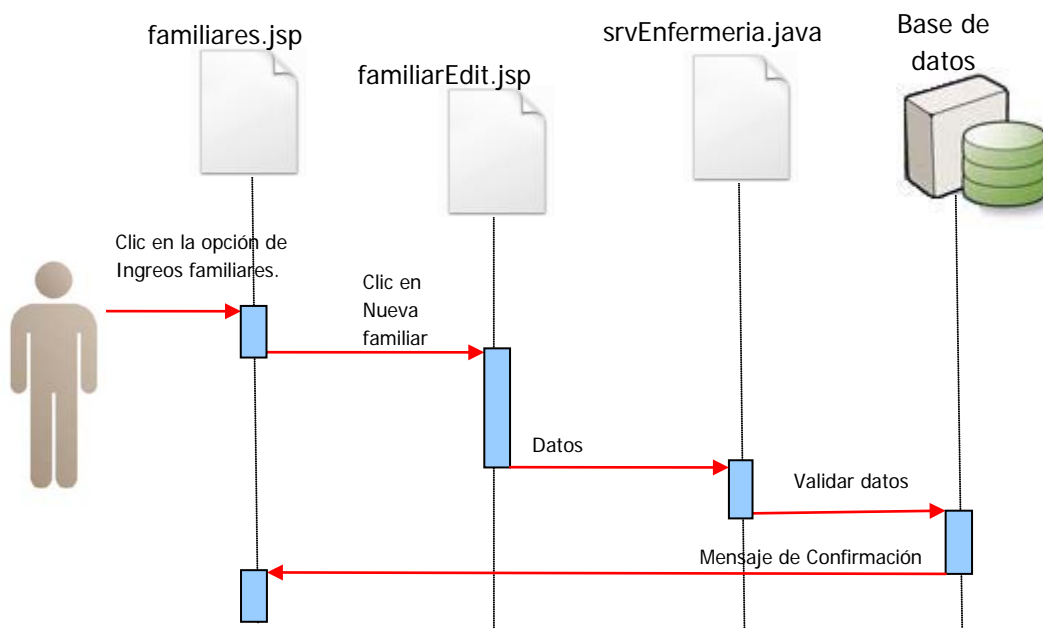 familiares.jsp
familiarEdit.jsp
srvEnfermeria.java
Base de
datos
Clic en la opción de
Ingreos familiares.
Clic en
Nueva
familiar
Datos
Validar datos
Mensaje de Confirmación